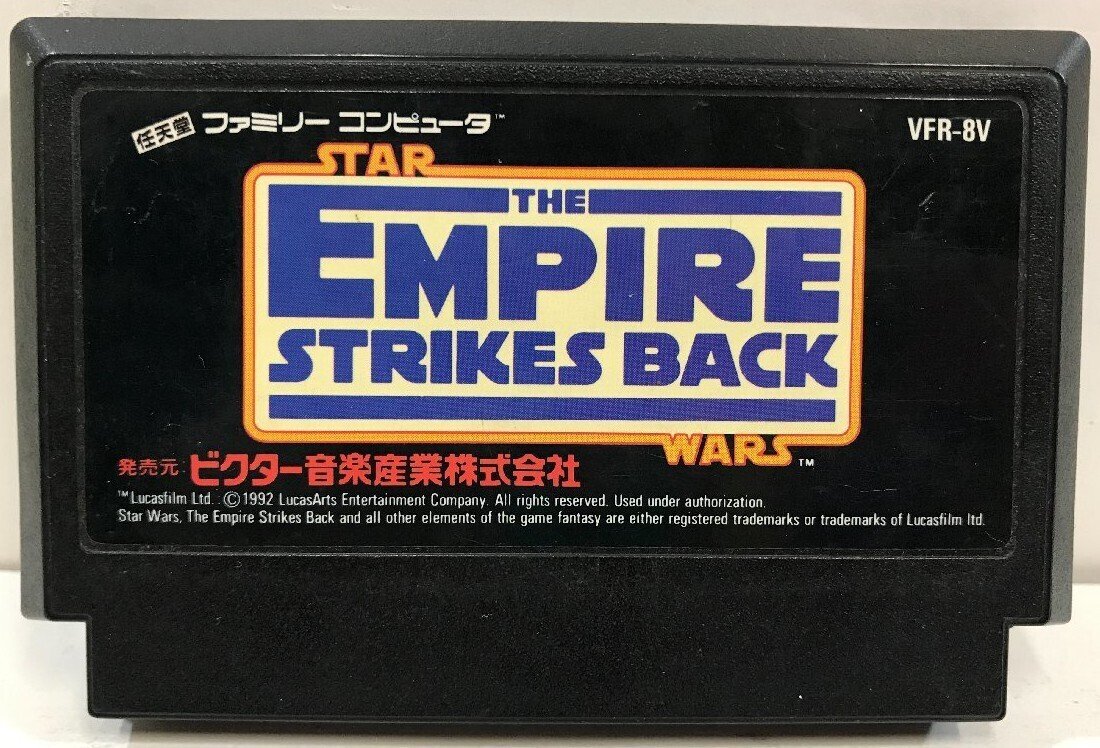 任天堂 ファミリー コンピュータ™ VFR-8V
STAR
THE
EMPIRE
STRIKES BACK
WARS™
発売元 ビクター音楽産業株式会社
™Lucasfilm Ltd. ©1992 LucasArts Entertainment Company. All rights reserved. Used under authorization.
Star Wars, The Empire Strikes Back and all other elements of the game fantasy are either registered trademarks or trademarks of Lucasfilm ltd.